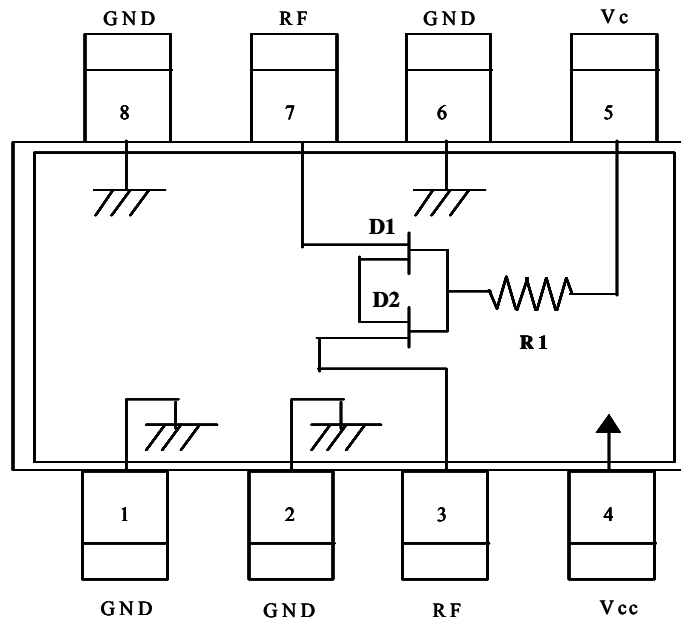 GND RF GND Vc
8 7 6 5
D1
D2
R1
1 2 3 4
GND GND RF Vcc